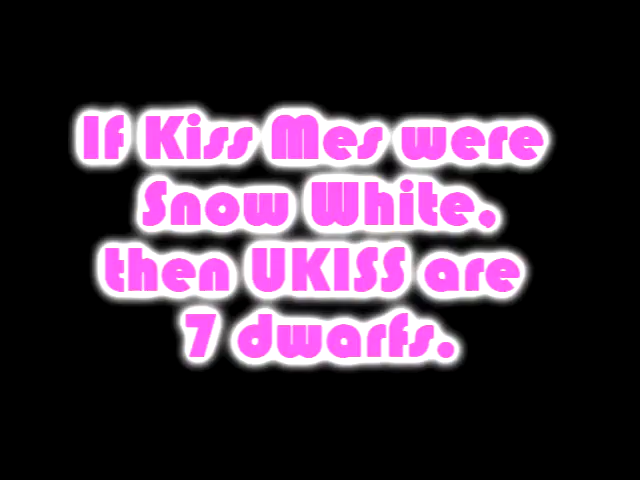 If Kiss Mes were
Snow White,
then UKISS are
7 dwarfs.